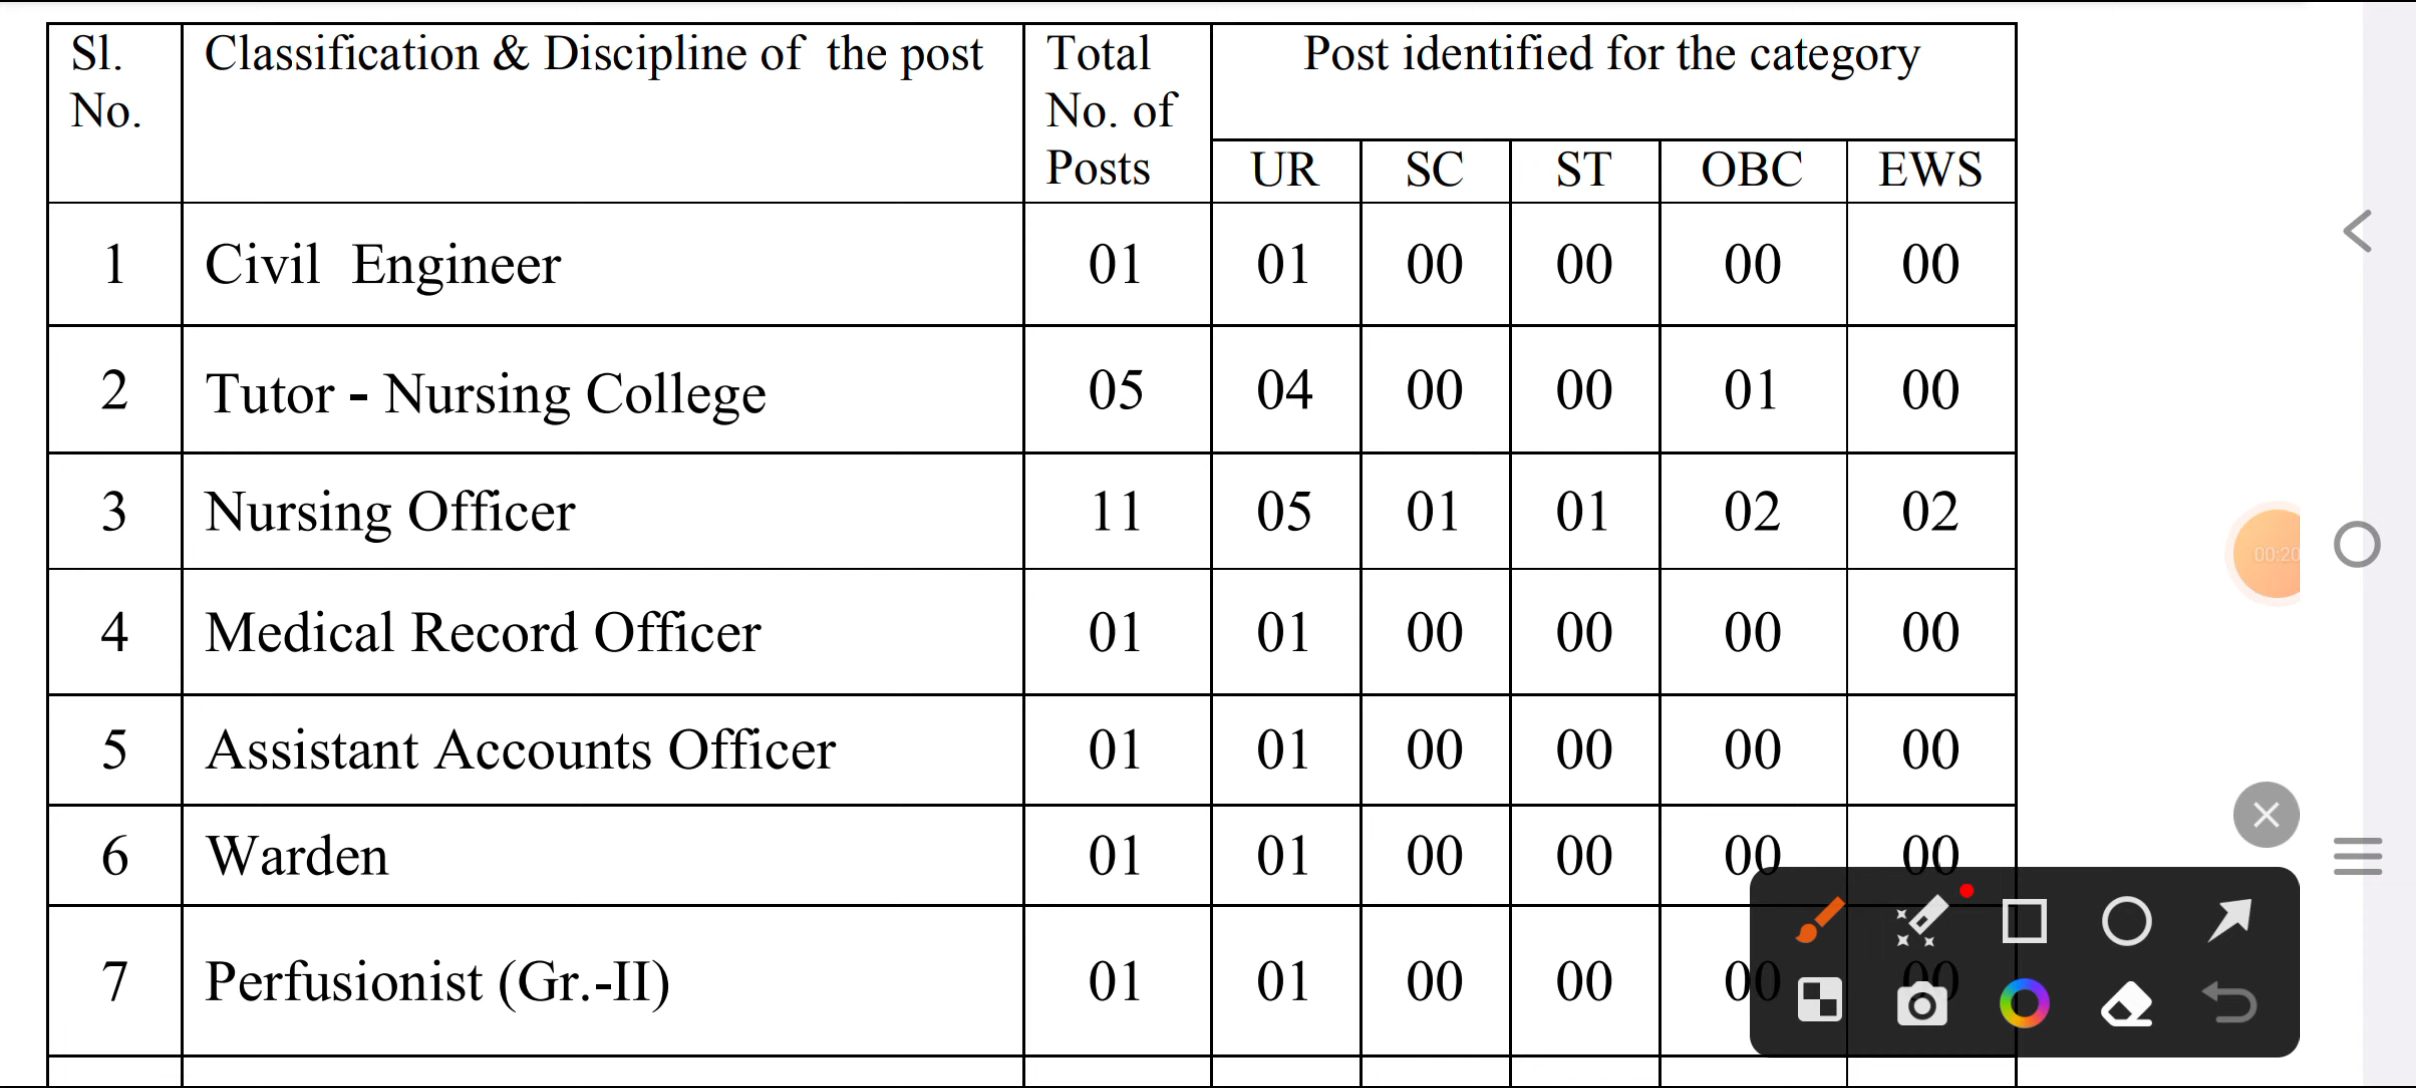 Sl. No. Classification & Discipline of the post Total No. of Posts Post identified for the category
UR SC ST OBC EWS
1 Civil Engineer 01 01 00 00 00 00
2 Tutor - Nursing College 05 04 00 00 01 00
3 Nursing Officer 11 05 01 01 02 02
4 Medical Record Officer 01 01 00 00 00 00
5 Assistant Accounts Officer 01 01 00 00 00 00
6 Warden 01 01 00 00 00 00
7 Perfusionist (Gr.-II) 01 01 00 00 00 00
00:20